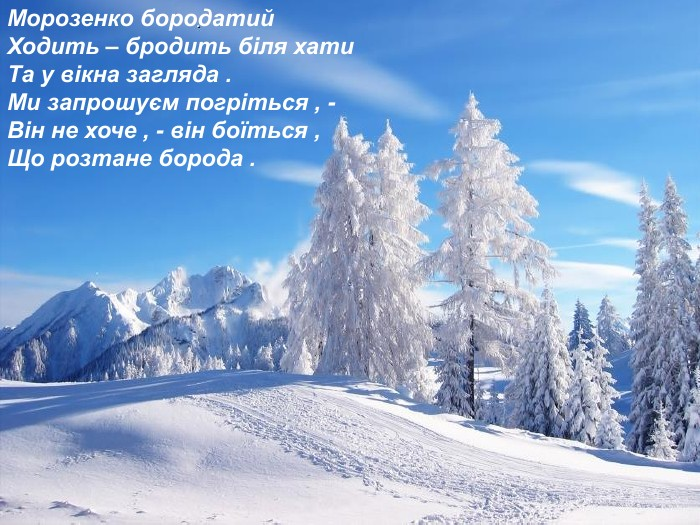 Морозенко бородатий
Ходить – бродить біля хати
Та у вікна загляда .
Ми запрошуєм погріться , -
Він не хоче , - він боїться ,
Що розтане борода .